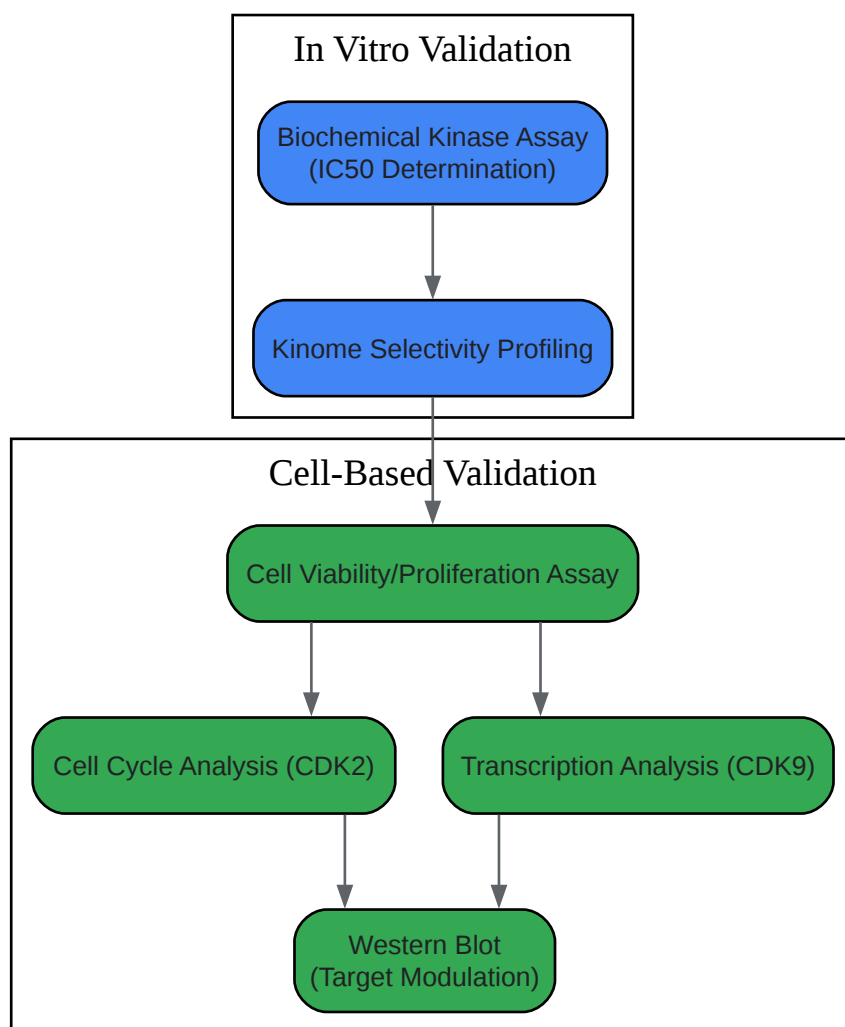 In Vitro Validation
Biochemical Kinase Assay
(IC50 Determination)
Kinome Selectivity Profiling
Cell-Based Validation
Cell Viability/Proliferation Assay
Cell Cycle Analysis (CDK2)
Transcription Analysis (CDK9)
Western Blot
(Target Modulation)